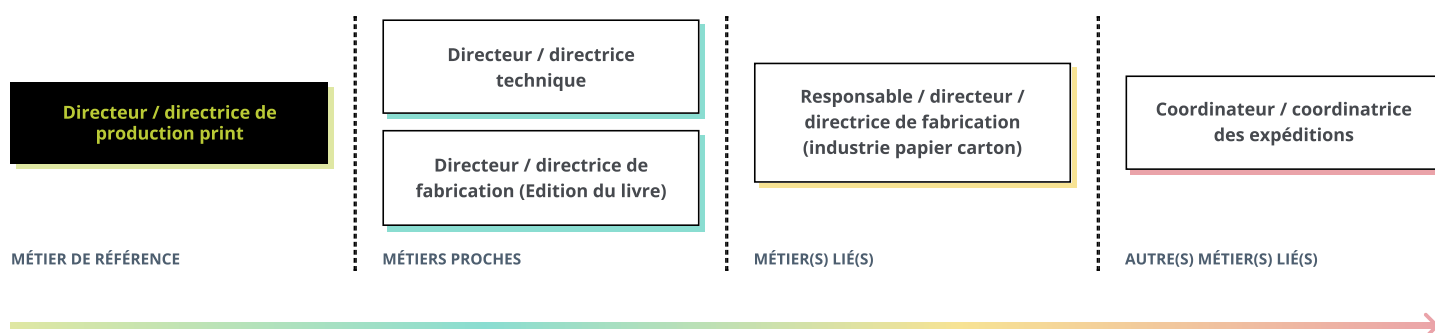 Directeur / directrice de
production print
MÉTIER DE RÉFÉRENCE
Directeur / directrice
technique
Directeur / directrice de
fabrication (Edition du livre)
MÉTIERS PROCHES
Responsable / directeur /
directrice de fabrication
(industrie papier carton)
MÉTIER(S) LIÉ(S)
Coordinateur / coordinatrice
des expéditions
AUTRE(S) MÉTIER(S) LIÉ(S)